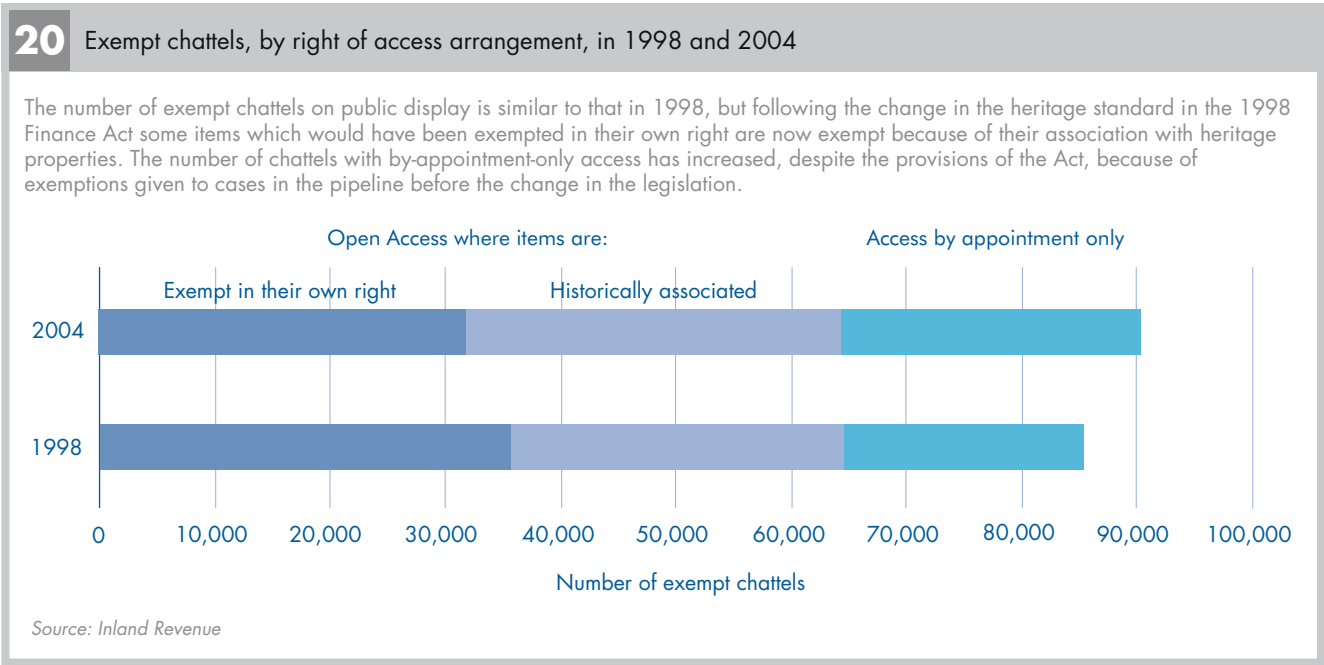 20 Exempt chattels, by right of access arrangement, in 1998 and 2004
The number of exempt chattels on public display is similar to that in 1998, but following the change in the heritage standard in the 1998
Finance Act some items which would have been exempted in their own right are now exempt because of their association with heritage
properties. The number of chattels with by-appointment-only access has increased, despite the provisions of the Act, because of
exemptions given to cases in the pipeline before the change in the legislation.
Open Access where items are: Access by appointment only
Exempt in their own right Historically associated
2004
1998
0 10,000 20,000 30,000 40,000 50,000 60,000 70,000 80,000 90,000 100,000
Number of exempt chattels
Source: Inland Revenue